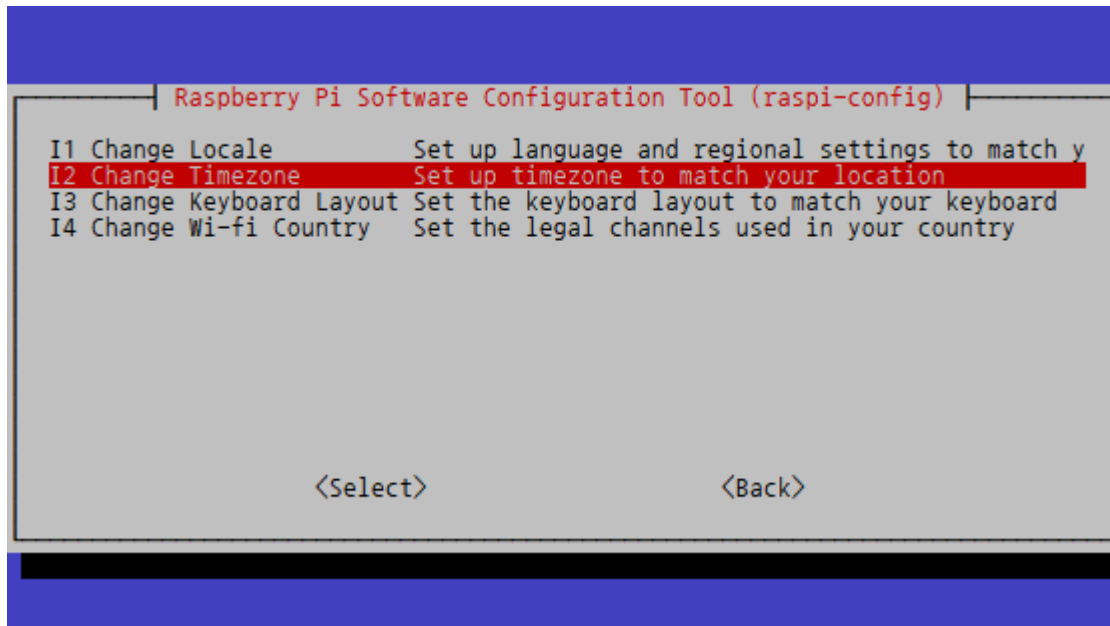 Raspberry Pi Software Configuration Tool (raspi-config)
I1 Change Locale Set up language and regional settings to match y
I2 Change Timezone Set up timezone to match your location
I3 Change Keyboard Layout Set the keyboard layout to match your keyboard
I4 Change Wi-fi Country Set the legal channels used in your country
<Select> <Back>